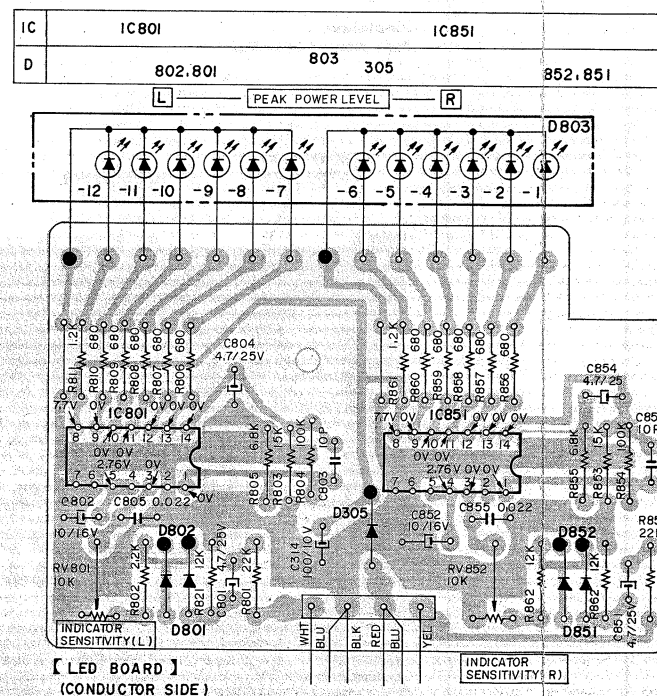 IC IC801 IC851
D 802.801 803 305 852.851
L PEAK POWER LEVEL R
D803
-12 -11 -10 -9 -8 -7 -6 -5 -4 -3 -2 -1
1.2K 680 680 680 680 680
R811 R810 R809 R808 R807 R806
C804
4.7/25V
1.2K 680 680 680 680 680
R861 R860 R859 R858 R857 R856
C854
4.7/25
7.7V 0V IC801 0V 0V 0V
8 9 10 11 12 13 14
0V 0V
2.76V 0V
7 6 5 4 3 2 1
0V
6.8K 15K 100K 10P
R805 R803 R804 C803
7.7V 0V IC851 0V 0V 0V
8 9 10 11 12 13 14
0V 0V
2.76V 0V 0V
7 6 5 4 3 2 1
6.8K 15K 100K 10P
R855 R853 R854
C802 C805 0.022
10/16V
D802
D305
C852 C855 0.022
10/16V
D852
RV801
10K
2.2K 12K 4.7/25V 22K
R802 R821 C801 R801
D801
C314
100/10V
RV852
10K
12K 12K
R862 R862
D851
C851
4.7/25V
INDICATOR
SENSITIVITY(L)
WHT BLU BLK RED BLU YEL
INDICATOR
SENSITIVITY(R)
【LED BOARD】
(CONDUCTOR SIDE)